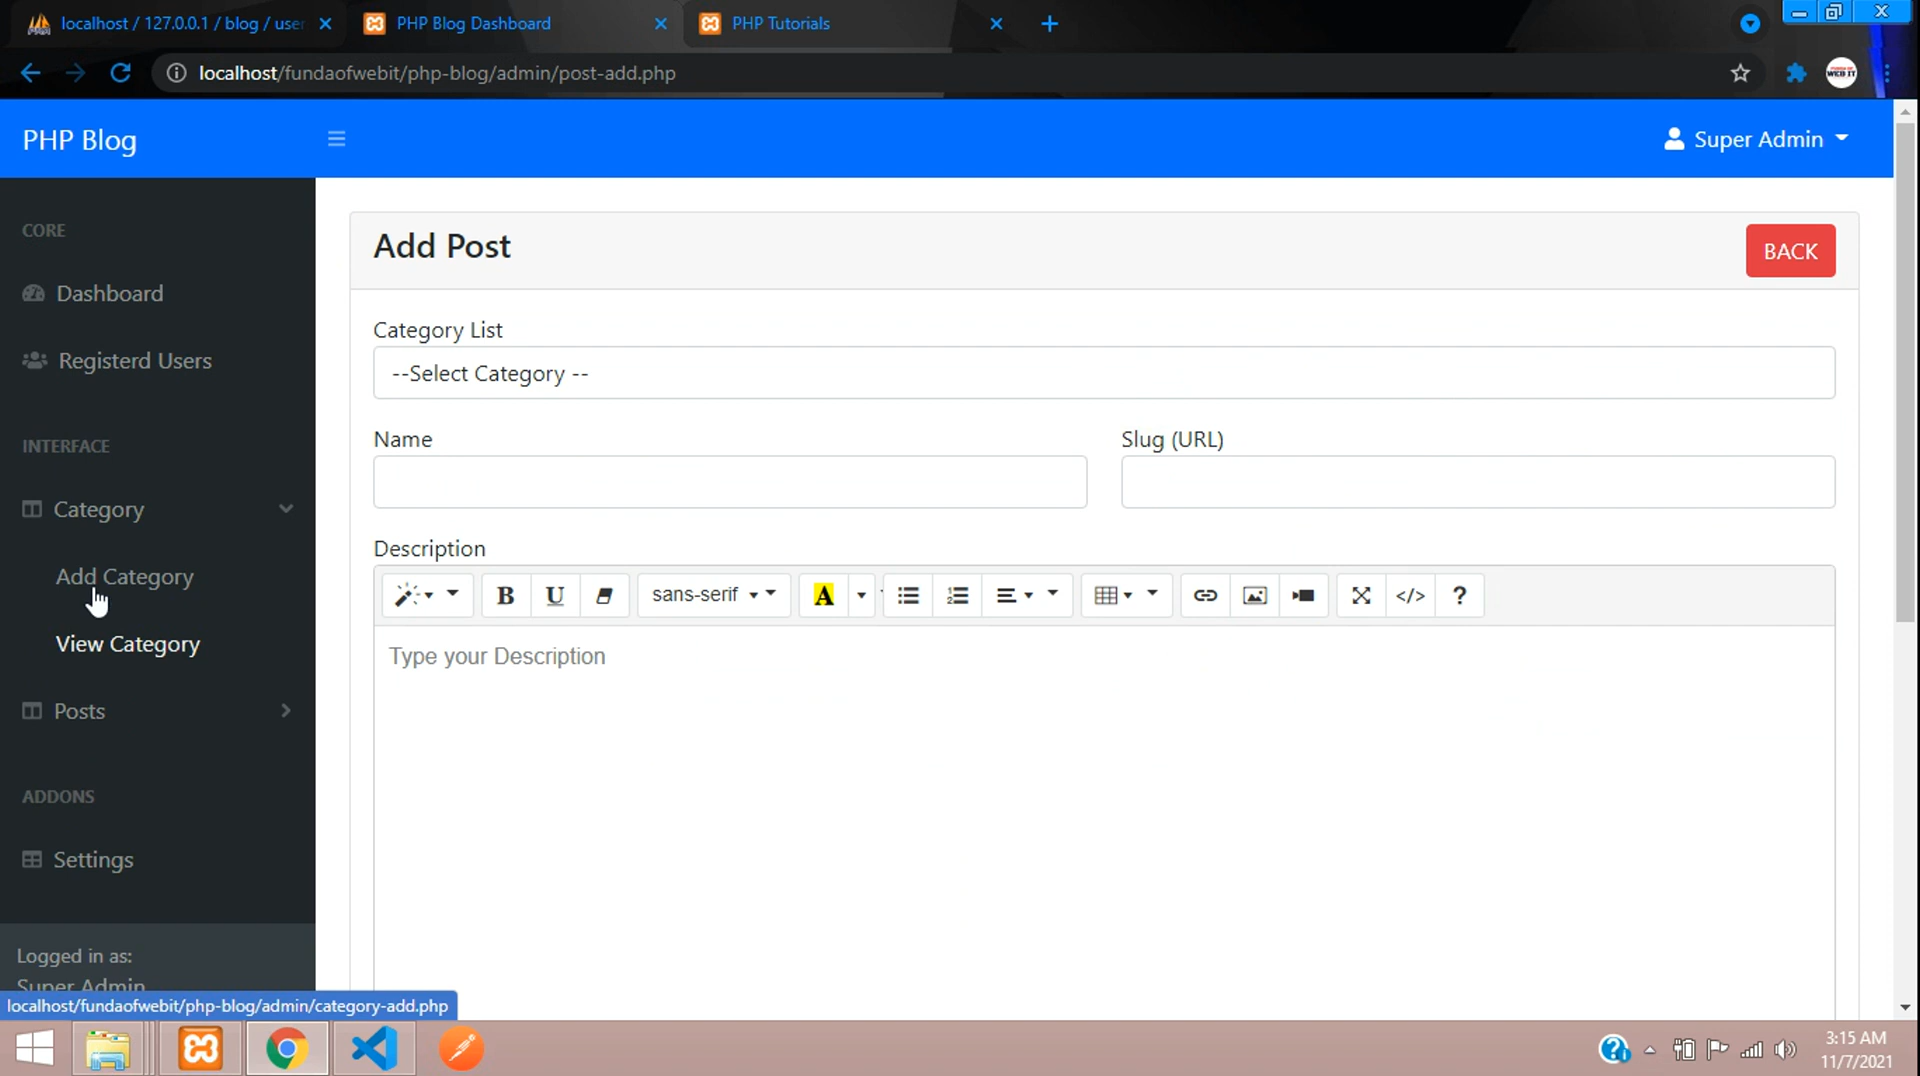 localhost / 127.0.0.1 / blog / user
PHP Blog Dashboard
PHP Tutorials
localhost/fundaofwebit/php-blog/admin/post-add.php
WEB IT
PHP Blog
Super Admin
CORE
Dashboard
Registerd Users
INTERFACE
Category
Add Category
View Category
Posts
ADDONS
Settings
Logged in as:
Super Admin
localhost/fundaofwebit/php-blog/admin/category-add.php
Add Post
BACK
Category List
--Select Category --
Name
Slug (URL)
Description
B U sans-serif A </> ?
Type your Description
3:15 AM
11/7/2021